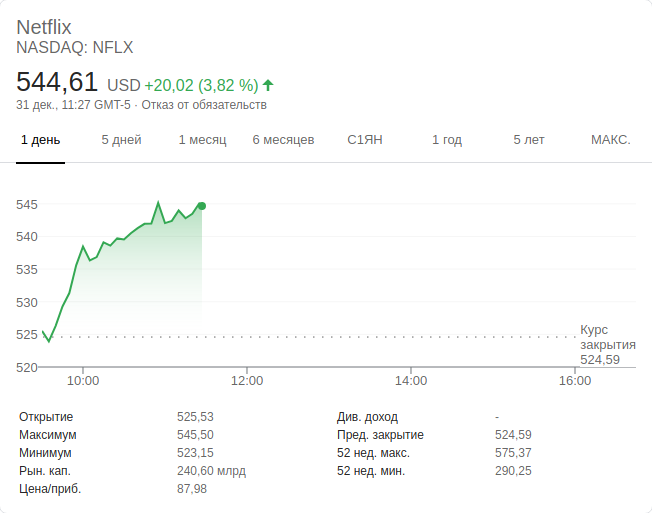 Netflix
NASDAQ: NFLX
544,61 USD +20,02 (3,82 %)
31 дек., 11:27 GMT-5 · Отказ от обязательств
1 день 5 дней 1 месяц 6 месяцев С1ЯН 1 год 5 лет МАКС.
545
540
535
530
525
520
Курс
закрытия
524,59
10:00 12:00 14:00 16:00
Открытие 525,53 Див. доход -
Максимум 545,50 Пред. закрытие 524,59
Минимум 523,15 52 нед. макс. 575,37
Рын. кап. 240,60 млрд 52 нед. мин. 290,25
Цена/приб. 87,98